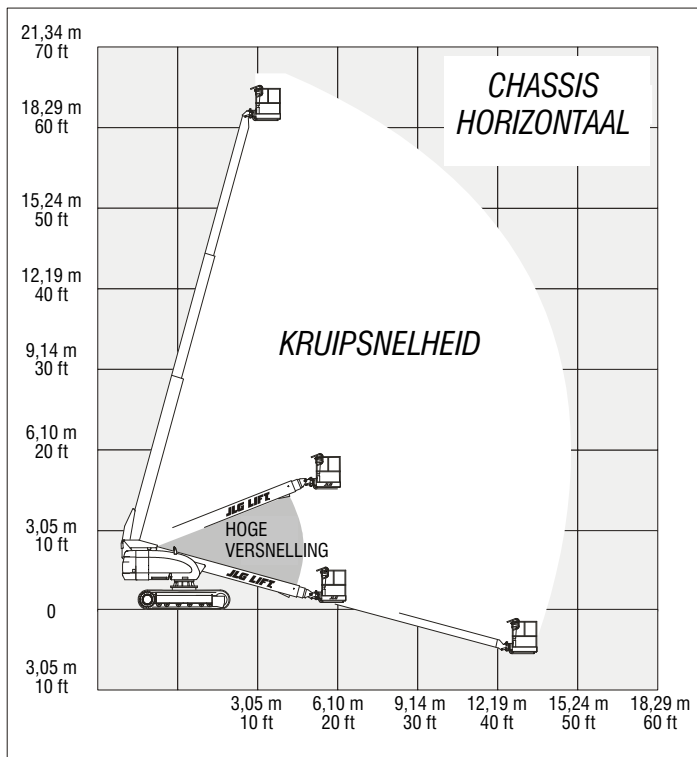 21,34 m
70 ft
18,29 m
60 ft
15,24 m
50 ft
12,19 m
40 ft
9,14 m
30 ft
6,10 m
20 ft
3,05 m
10 ft
0
3,05 m
10 ft
CHASSIS
HORIZONTAAL
KRUIPSNELHEID
JLG LIFT
HOGE
VERSNELLING
JLG LIFT
3,05 m
10 ft
6,10 m
20 ft
9,14 m
30 ft
12,19 m
40 ft
15,24 m
50 ft
18,29 m
60 ft